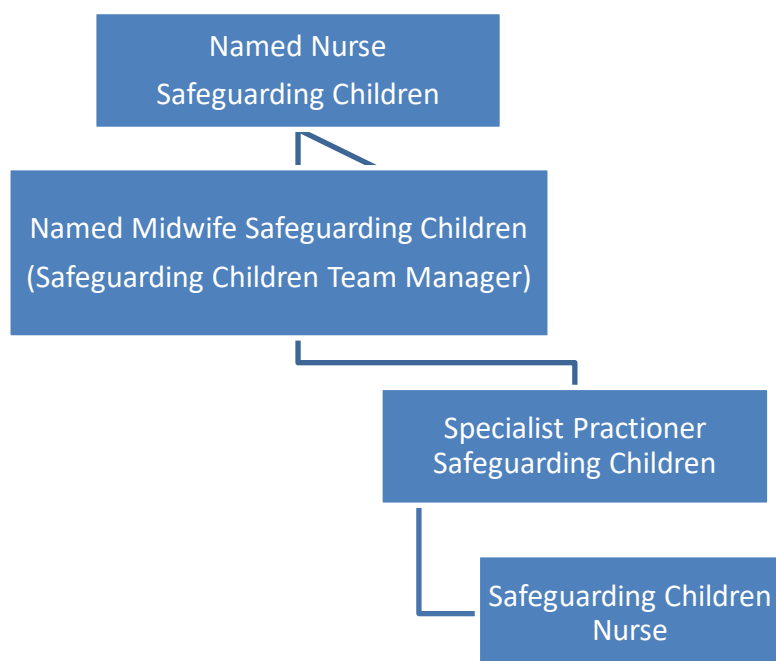 Named Nurse
Safeguarding Children
Named Midwife Safeguarding Children
(Safeguarding Children Team Manager)
Specialist Practioner
Safeguarding Children
Safeguarding Children
Nurse